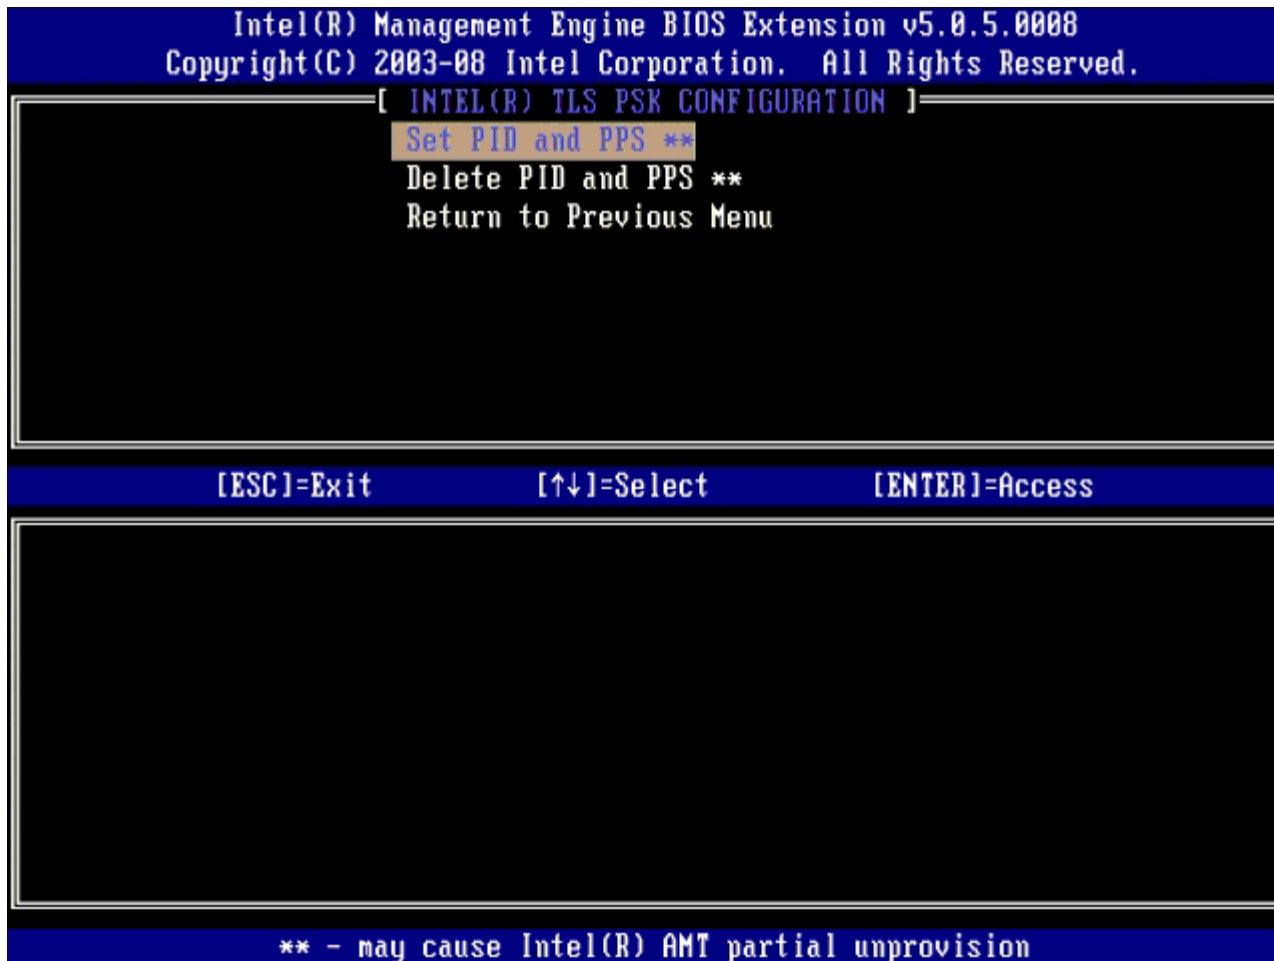 Intel(R) Management Engine BIOS Extension v5.0.5.0008
Copyright(C) 2003-08 Intel Corporation. All Rights Reserved.
[ INTEL(R) TLS PSK CONFIGURATION ]
Set PID and PPS **
Delete PID and PPS **
Return to Previous Menu
[ESC]=Exit [↑↓]=Select [ENTER]=Access
** - may cause Intel(R) AMT partial unprovision